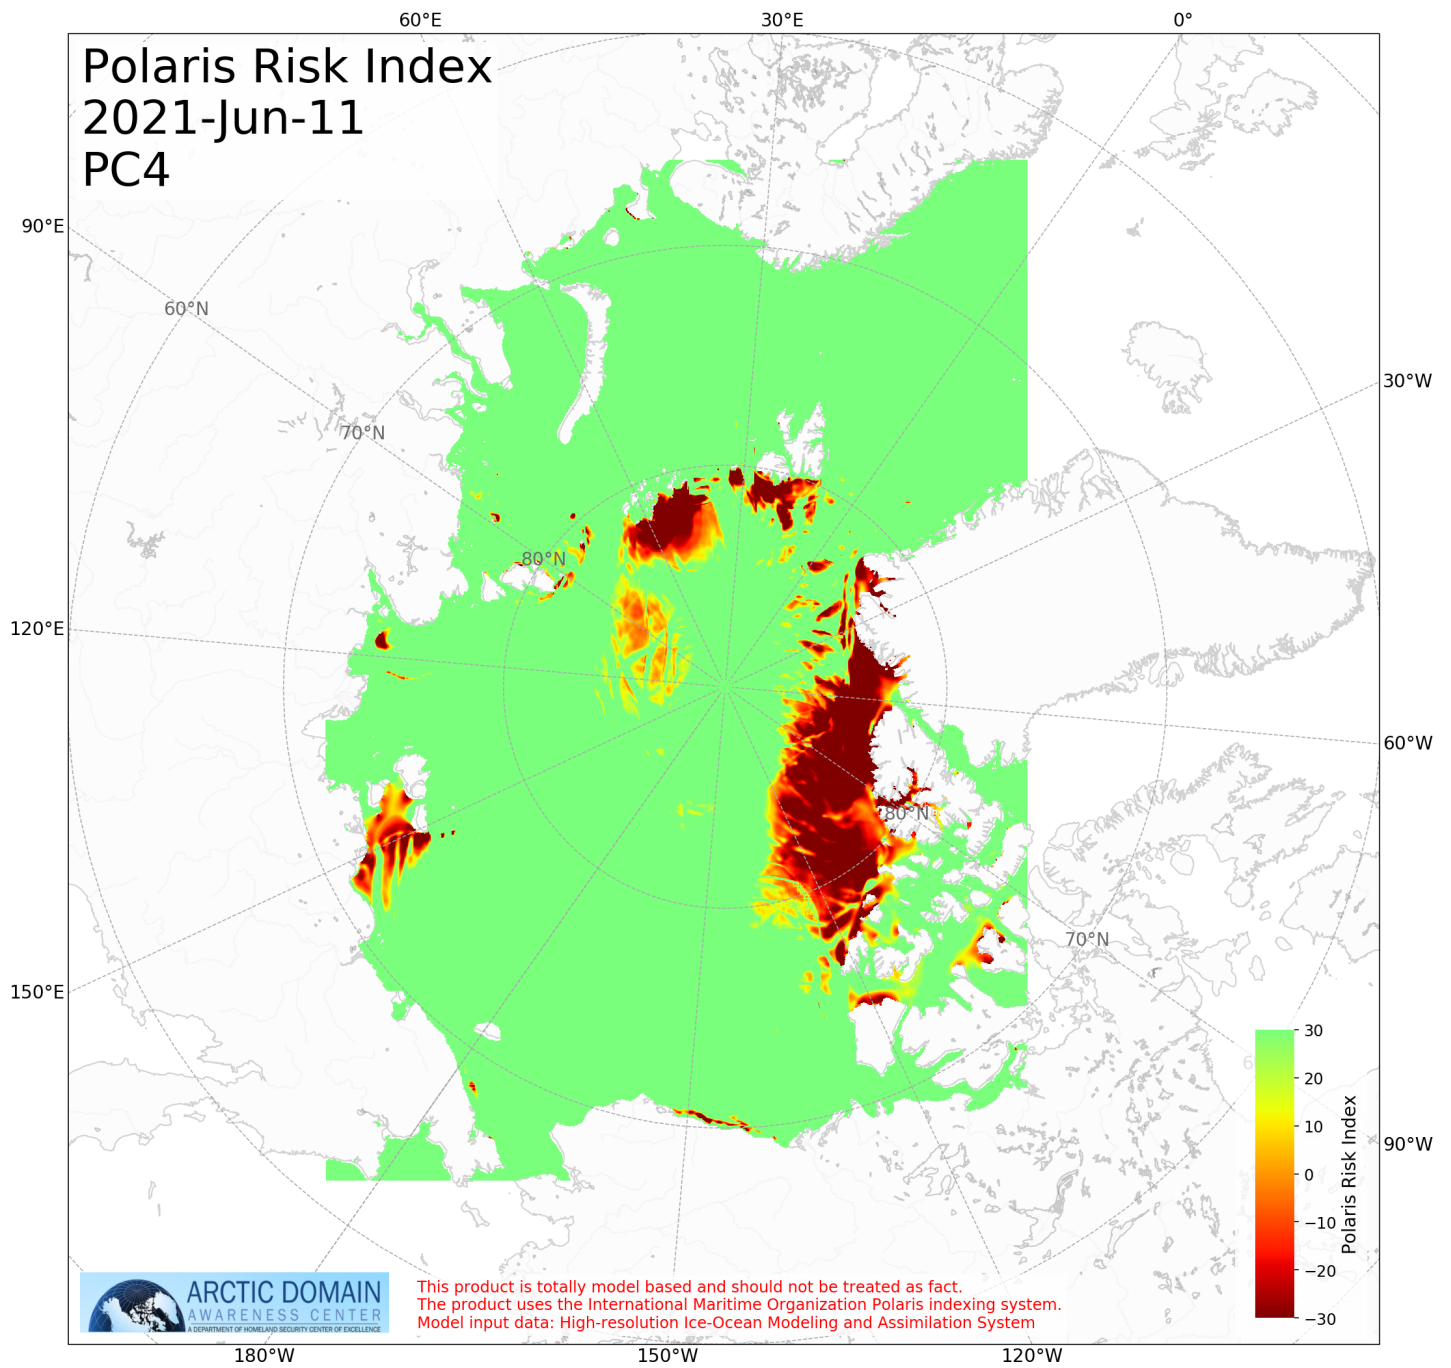 60°E
30°E
0°
Polaris Risk Index
2021-Jun-11
PC4
90°E
60°N
30°W
70°N
80°N
120°E
60°W
80°N
70°N
150°E
30
20
10
0
−10
−20
−30
Polaris Risk Index
90°W
ARCTIC DOMAIN
AWARENESS CENTER
A DEPARTMENT OF HOMELAND SECURITY CENTER OF EXCELLENCE
This product is totally model based and should not be treated as fact.
The product uses the International Maritime Organization Polaris indexing system.
Model input data: High-resolution Ice-Ocean Modeling and Assimilation System
180°W
150°W
120°W